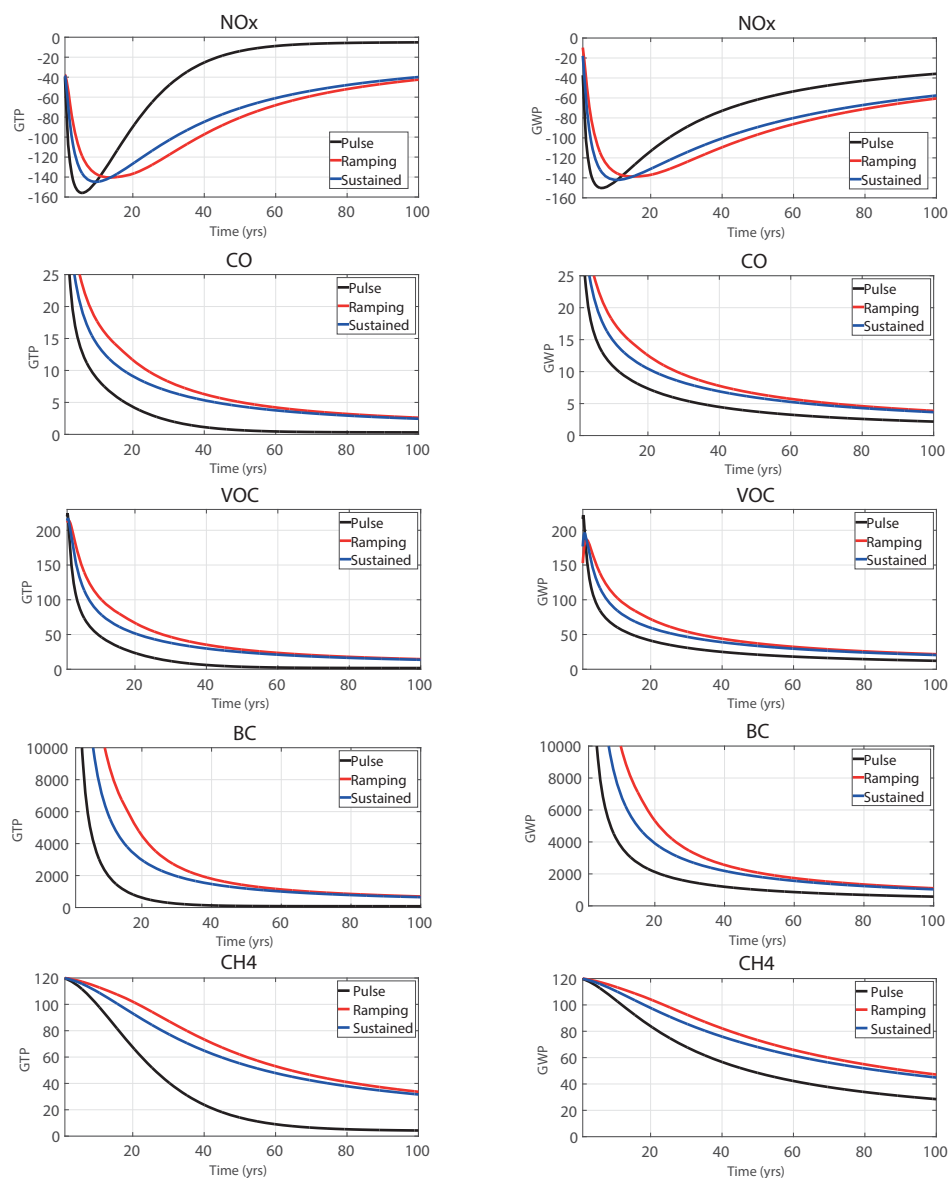 NOx
0
-20
-40
-60
-80
-100
-120
-140
-160
GTP
Pulse
Ramping
Sustained
20 40 60 80 100
Time (yrs)
NOx
0
-20
-40
-60
-80
-100
-120
-140
-160
GWP
Pulse
Ramping
Sustained
20 40 60 80 100
Time (yrs)
CO
25
20
15
10
5
0
GTP
Pulse
Ramping
Sustained
20 40 60 80 100
Time (yrs)
CO
25
20
15
10
5
0
GWP
Pulse
Ramping
Sustained
20 40 60 80 100
Time (yrs)
VOC
200
150
100
50
0
GTP
Pulse
Ramping
Sustained
20 40 60 80 100
Time (yrs)
VOC
200
150
100
50
0
GWP
Pulse
Ramping
Sustained
20 40 60 80 100
Time (yrs)
BC
10000
8000
6000
4000
2000
0
GTP
Pulse
Ramping
Sustained
20 40 60 80 100
Time (yrs)
BC
10000
8000
6000
4000
2000
0
GWP
Pulse
Ramping
Sustained
20 40 60 80 100
Time (yrs)
CH4
120
100
80
60
40
20
0
GTP
Pulse
Ramping
Sustained
20 40 60 80 100
Time (yrs)
CH4
120
100
80
60
40
20
0
GWP
Pulse
Ramping
Sustained
20 40 60 80 100
Time (yrs)